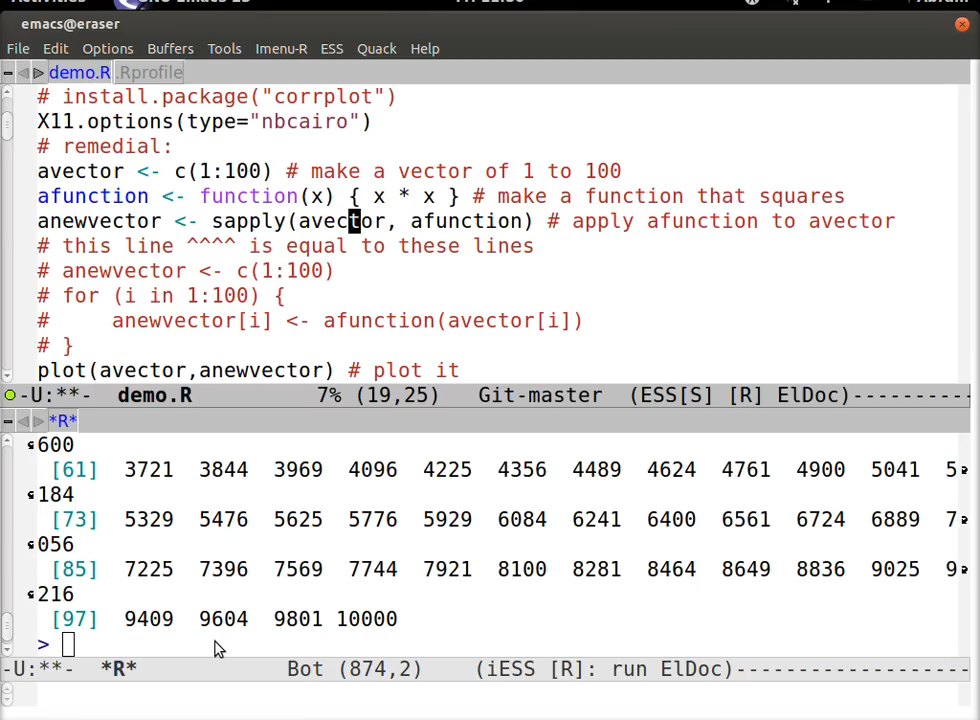 emacs@eraser
File Edit Options Buffers Tools Imenu-R ESS Quack Help
demo.R .Rprofile
# install.package("corrplot")
X11.options(type="nbcairo")
# remedial:
avector <- c(1:100) # make a vector of 1 to 100
afunction <- function(x) { x * x } # make a function that squares
anewvector <- sapply(avector, afunction) # apply afunction to avector
# this line ^^^^ is equal to these lines
# anewvector <- c(1:100)
# for (i in 1:100) {
#     anewvector[i] <- afunction(avector[i])
# }
plot(avector,anewvector) # plot it
-U:**-  demo.R          7% (19,25)     Git-master  (ESS[S] [R] ElDoc)----------
*R*
600
[61]  3721  3844  3969  4096  4225  4356  4489  4624  4761  4900  5041  5
184
[73]  5329  5476  5625  5776  5929  6084  6241  6400  6561  6724  6889  7
056
[85]  7225  7396  7569  7744  7921  8100  8281  8464  8649  8836  9025  9
216
[97]  9409  9604  9801 10000
>
-U:**-  *R*            Bot (874,2)     (iESS [R]: run ElDoc)-------------------